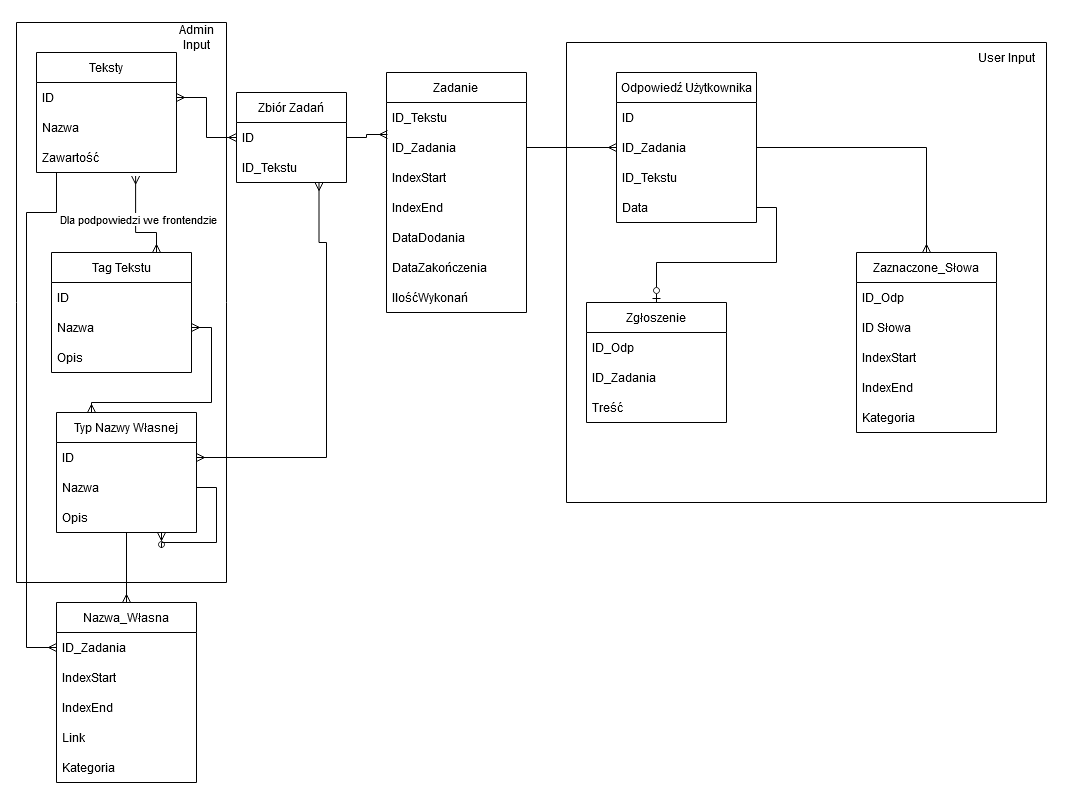 Admin
Input
Teksty
ID
Nazwa
Zawartość
Dla podpowiedzi we frontendzie
Tag Tekstu
ID
Nazwa
Opis
Typ Nazwy Własnej
ID
Nazwa
Opis
Nazwa_Własna
ID_Zadania
IndexStart
IndexEnd
Link
Kategoria
Zbiór Zadań
ID
ID_Tekstu
Zadanie
ID_Tekstu
ID_Zadania
IndexStart
IndexEnd
DataDodania
DataZakończenia
IlośćWykonań
User Input
Odpowiedź Użytkownika
ID
ID_Zadania
ID_Tekstu
Data
Zgłoszenie
ID_Odp
ID_Zadania
Treść
Zaznaczone_Słowa
ID_Odp
ID Słowa
IndexStart
IndexEnd
Kategoria